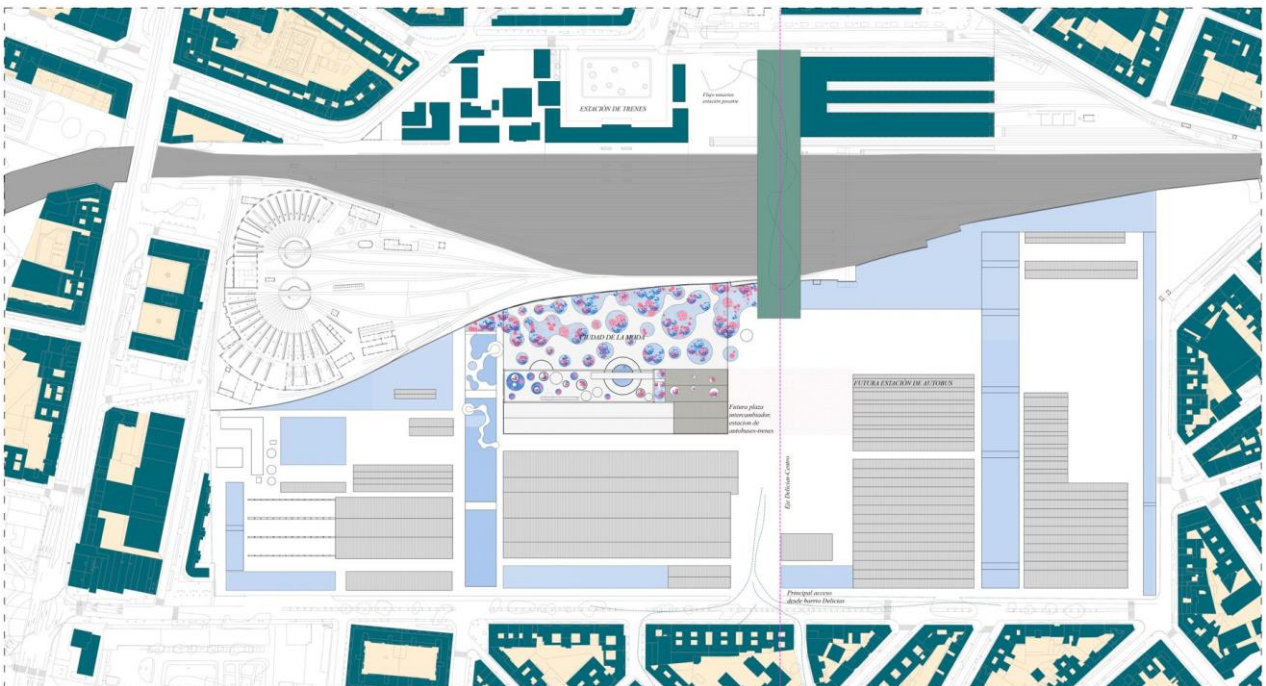 ESTACIÓN DE TRENES
Flujo usuarios
estación pasante
CIUDAD DE LA MODA
FUTURA ESTACIÓN DE AUTOBUS
Futura plaza
intercambiador
estacion de
autobuses-trenes
Eje Delicias-Centro
Principal acceso
desde barrio Delicias